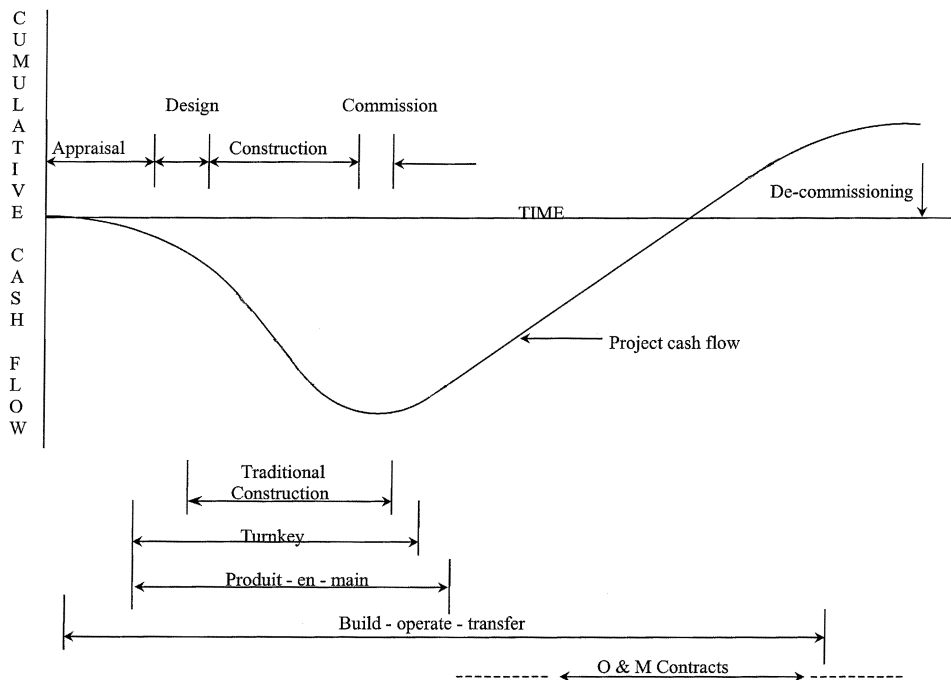 CUMULATIVE CASH FLOW
Design
Commission
Appraisal
Construction
De-commissioning
TIME
Project cash flow
Traditional
Construction
Turnkey
Produit - en - main
Build - operate - transfer
O & M Contracts